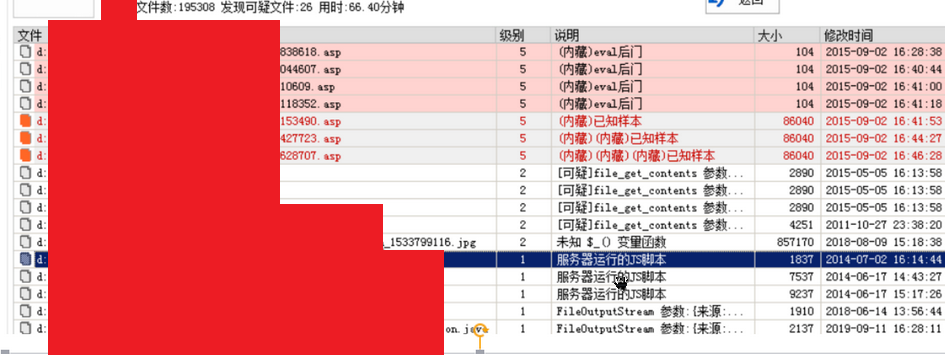 文件数:195308 发现可疑文件:26 用时:66.40分钟
返回
文件 级别 说明 大小 修改时间
d: 838618.asp 5 (内藏)eval后门 104 2015-09-02 16:28:38
d: 044607.asp 5 (内藏)eval后门 104 2015-09-02 16:40:44
d: 10609.asp 5 (内藏)eval后门 104 2015-09-02 16:41:00
d: 118352.asp 5 (内藏)eval后门 104 2015-09-02 16:41:18
d: 153490.asp 5 (内藏)已知样本 86040 2015-09-02 16:41:53
d: 427723.asp 5 (内藏)(内藏)已知样本 86040 2015-09-02 16:44:27
d: 628707.asp 5 (内藏)(内藏)(内藏)已知样本 86040 2015-09-02 16:46:28
d: 2 [可疑]file_get_contents 参数... 2890 2015-05-05 16:13:58
d: 2 [可疑]file_get_contents 参数... 2890 2015-05-05 16:13:58
d: 2 [可疑]file_get_contents 参数... 2890 2015-05-05 16:13:58
d: 2 [可疑]file_get_contents 参数... 4251 2011-10-27 23:38:20
d: _1533799116.jpg 2 未知 $_() 变量函数 857170 2018-08-09 15:18:38
d: 1 服务器运行的JS脚本 1837 2014-07-02 16:14:44
d: 1 服务器运行的JS脚本 7537 2014-06-17 14:43:27
d: 1 服务器运行的JS脚本 9237 2014-06-17 15:17:26
d: 1 FileOutputStream 参数:{来源:... 1910 2018-06-14 13:56:44
d: on.java 1 FileOutputStream 参数:{来源:... 2137 2019-09-11 16:28:11